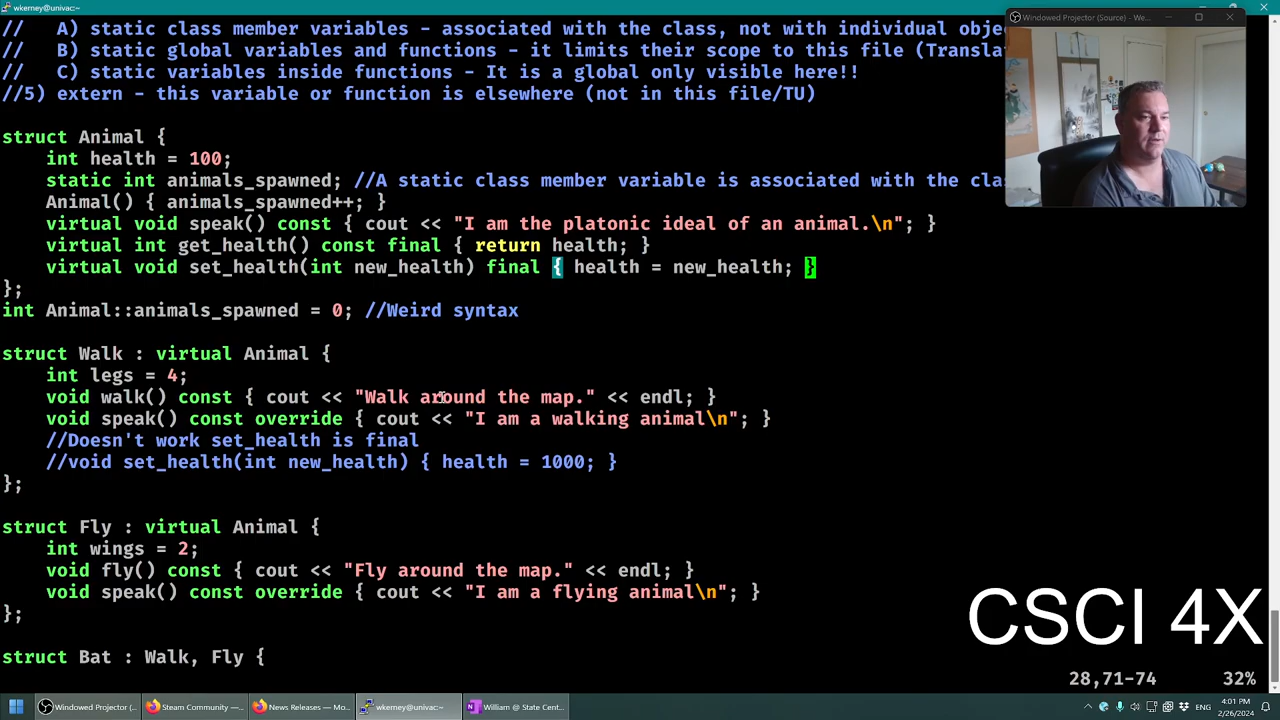 wkerney@univac:~
//   A) static class member variables - associated with the class, not with individual obje
Windowed Projector (Source) - We...
//   B) static global variables and functions - it limits their scope to this file (Translat
//   C) static variables inside functions - It is a global only visible here!!
//5) extern - this variable or function is elsewhere (not in this file/TU)
struct Animal {
    int health = 100;
    static int animals_spawned; //A static class member variable is associated with the clas
    Animal() { animals_spawned++; }
    virtual void speak() const { cout << "I am the platonic ideal of an animal.\n"; }
    virtual int get_health() const final { return health; }
    virtual void set_health(int new_health) final { health = new_health; }
};
int Animal::animals_spawned = 0; //Weird syntax
struct Walk : virtual Animal {
    int legs = 4;
    void walk() const { cout << "Walk around the map." << endl; }
    void speak() const override { cout << "I am a walking animal\n"; }
    //Doesn't work set_health is final
    //void set_health(int new_health) { health = 1000; }
};
struct Fly : virtual Animal {
    int wings = 2;
    void fly() const { cout << "Fly around the map." << endl; }
    void speak() const override { cout << "I am a flying animal\n"; }
};
struct Bat : Walk, Fly {
CSCI 4X
28,71-74 32%
Windowed Projector (...
Steam Community —...
News Releases — Mo...
wkerney@univac:~
William @ State Cent...
4:01 PM
2/26/2024